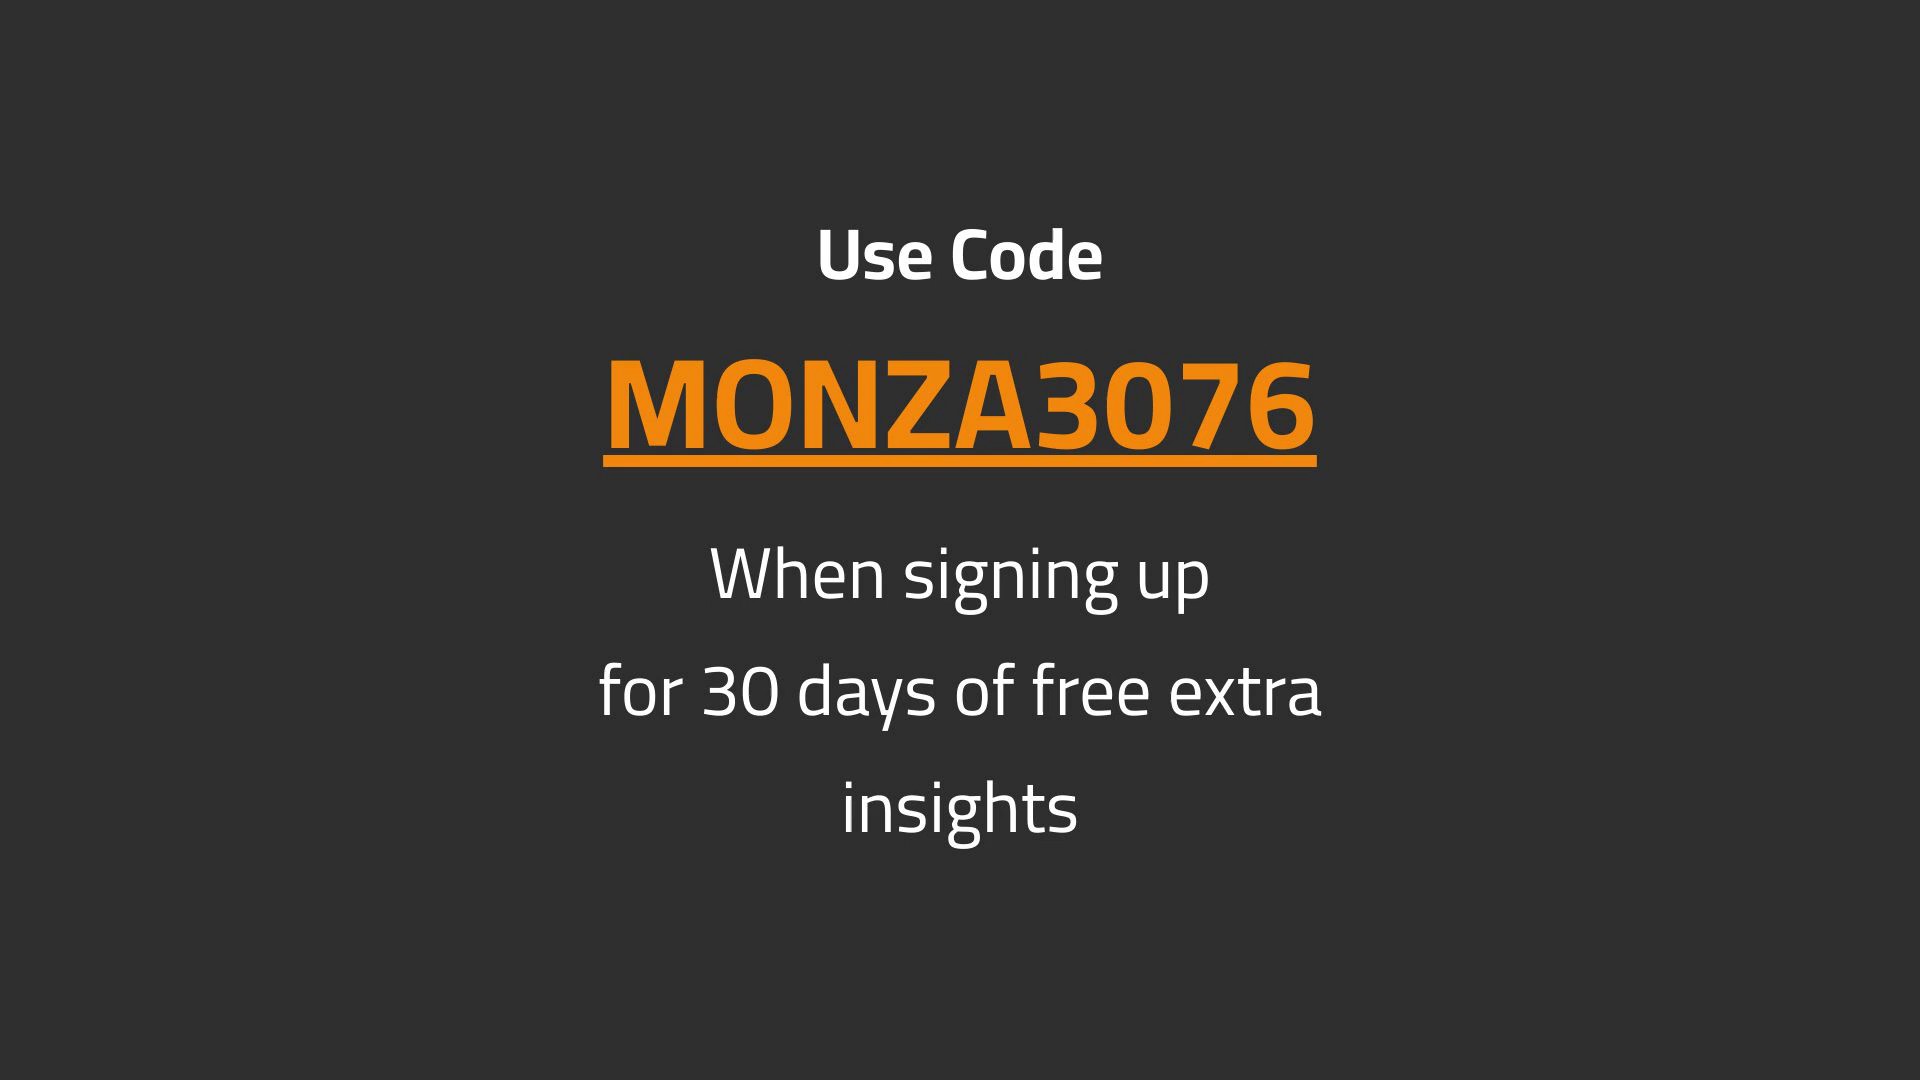 Use Code
MONZA3076
When signing up
for 30 days of free extra
insights